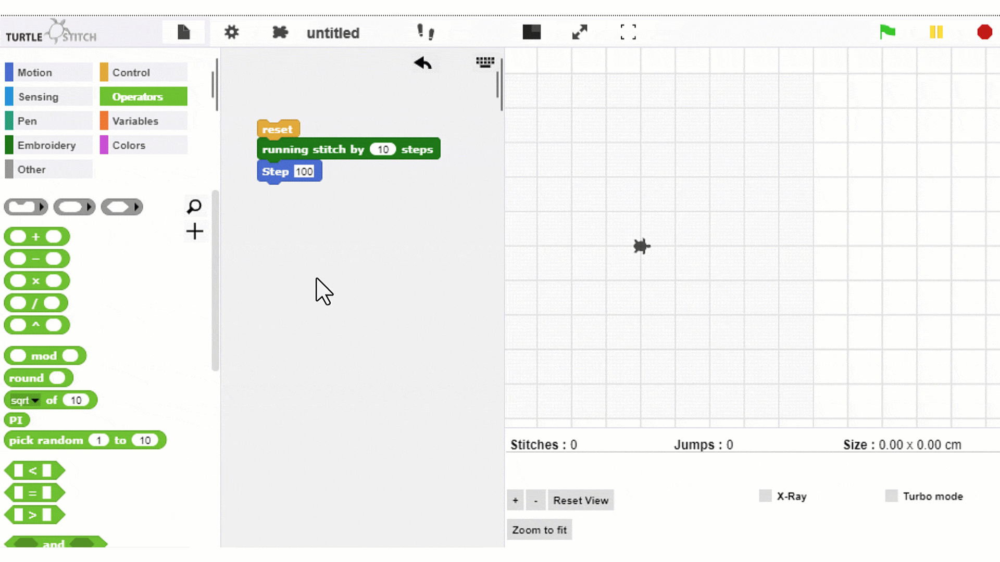 TURTLE STITCH
untitled
Motion Control
Sensing Operators
Pen Variables
Embroidery Colors
Other
reset
running stitch by 10 steps
Step 100
+
−
×
/
^
mod
round
sqrt of 10
PI
pick random 1 to 10
<
=
>
and
Stitches : 0 Jumps : 0 Size : 0.00 x 0.00 cm
+ - Reset View X-Ray Turbo mode
Zoom to fit